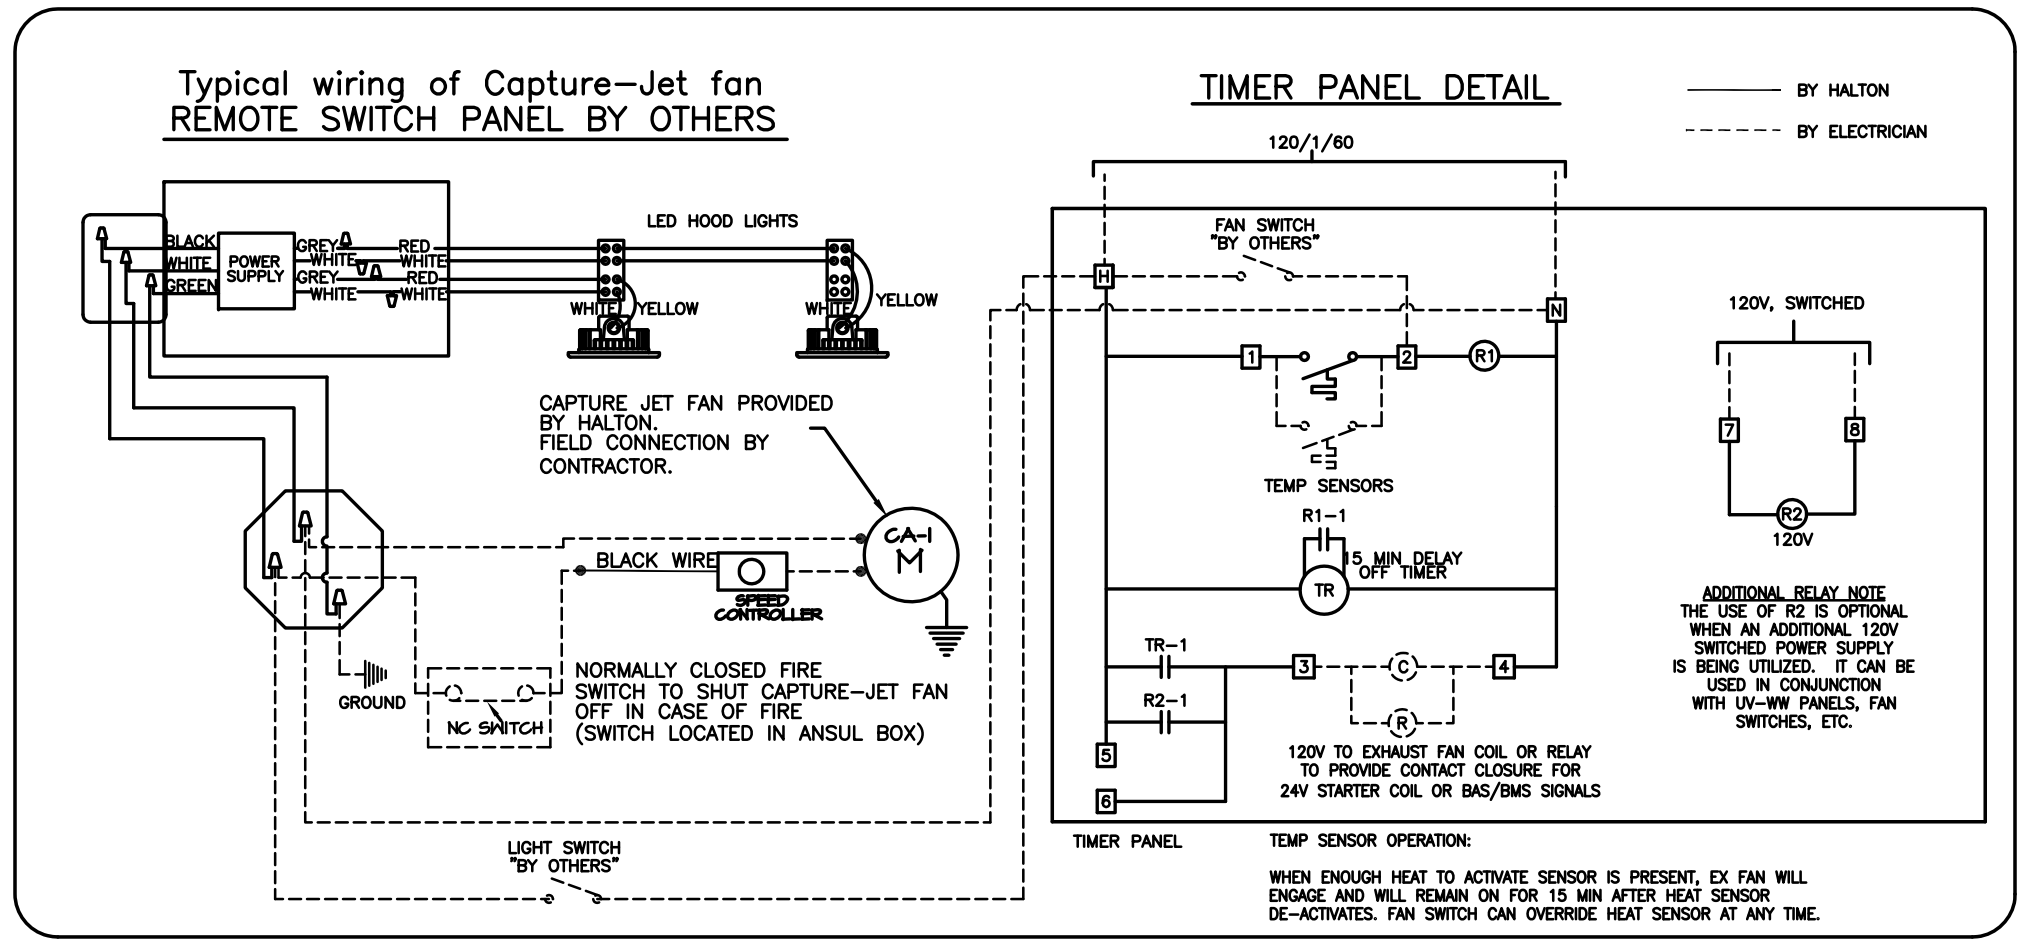 Typical wiring of Capture-Jet fan
REMOTE SWITCH PANEL BY OTHERS
TIMER PANEL DETAIL
BY HALTON
BY ELECTRICIAN
120/1/60
LED HOOD LIGHTS
FAN SWITCH
"BY OTHERS"
BLACK
WHITE
GREEN
POWER
SUPPLY
GREY
RED
WHITE
WHITE
GREY
RED
WHITE
WHITE
WHITE
YELLOW
WHITE
YELLOW
H
N
1
2
R1
120V, SWITCHED
7
8
R2
120V
CAPTURE JET FAN PROVIDED
BY HALTON.
FIELD CONNECTION BY
CONTRACTOR.
TEMP SENSORS
R1-1
15 MIN DELAY
OFF TIMER
TR
CA-1
M
BLACK WIRE
SPEED
CONTROLLER
ADDITIONAL RELAY NOTE
THE USE OF R2 IS OPTIONAL
WHEN AN ADDITIONAL 120V
SWITCHED POWER SUPPLY
IS BEING UTILIZED. IT CAN BE
USED IN CONJUNCTION
WITH UV-WW PANELS, FAN
SWITCHES, ETC.
TR-1
3
C
4
R2-1
R
5
6
GROUND
NC SWITCH
NORMALLY CLOSED FIRE
SWITCH TO SHUT CAPTURE-JET FAN
OFF IN CASE OF FIRE
(SWITCH LOCATED IN ANSUL BOX)
120V TO EXHAUST FAN COIL OR RELAY
TO PROVIDE CONTACT CLOSURE FOR
24V STARTER COIL OR BAS/BMS SIGNALS
LIGHT SWITCH
"BY OTHERS"
TIMER PANEL
TEMP SENSOR OPERATION:
WHEN ENOUGH HEAT TO ACTIVATE SENSOR IS PRESENT, EX FAN WILL
ENGAGE AND WILL REMAIN ON FOR 15 MIN AFTER HEAT SENSOR
DE-ACTIVATES. FAN SWITCH CAN OVERRIDE HEAT SENSOR AT ANY TIME.